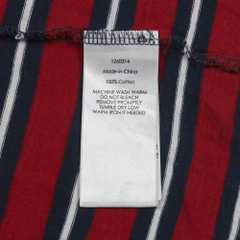 1260314
Made in China
100% Cotton
MACHINE WASH WARM
DO NOT BLEACH
REMOVE PROMPTLY
TUMBLE DRY LOW
WARM IRON IF NEEDED